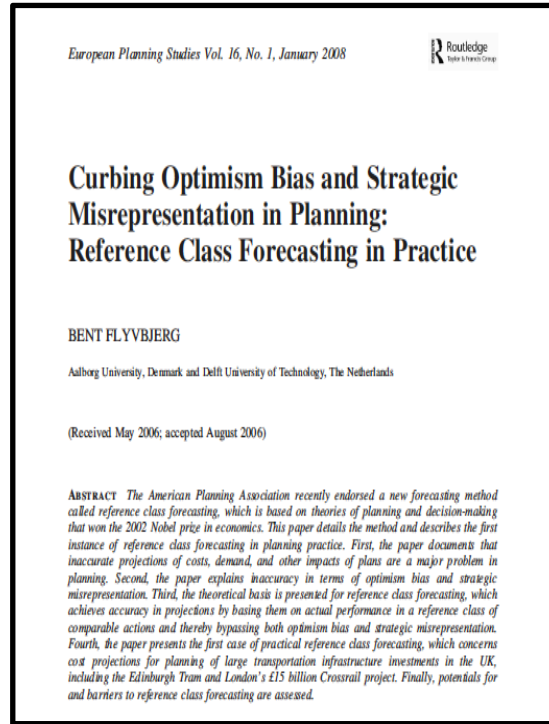 European Planning Studies Vol. 16, No. 1, January 2008
Routledge
Taylor & Francis Group
Curbing Optimism Bias and Strategic
Misrepresentation in Planning:
Reference Class Forecasting in Practice
BENT FLYVBJERG
Aalborg University, Denmark and Delft University of Technology, The Netherlands
(Received May 2006; accepted August 2006)
ABSTRACT The American Planning Association recently endorsed a new forecasting method
called reference class forecasting, which is based on theories of planning and decision-making
that won the 2002 Nobel prize in economics. This paper details the method and describes the first
instance of reference class forecasting in planning practice. First, the paper documents that
inaccurate projections of costs, demand, and other impacts of plans are a major problem in
planning. Second, the paper explains inaccuracy in terms of optimism bias and strategic
misrepresentation. Third, the theoretical basis is presented for reference class forecasting, which
achieves accuracy in projections by basing them on actual performance in a reference class of
comparable actions and thereby bypassing both optimism bias and strategic misrepresentation.
Fourth, the paper presents the first case of practical reference class forecasting, which concerns
cost projections for planning of large transportation infrastructure investments in the UK,
including the Edinburgh Tram and London's £15 billion Crossrail project. Finally, potentials for
and barriers to reference class forecasting are assessed.